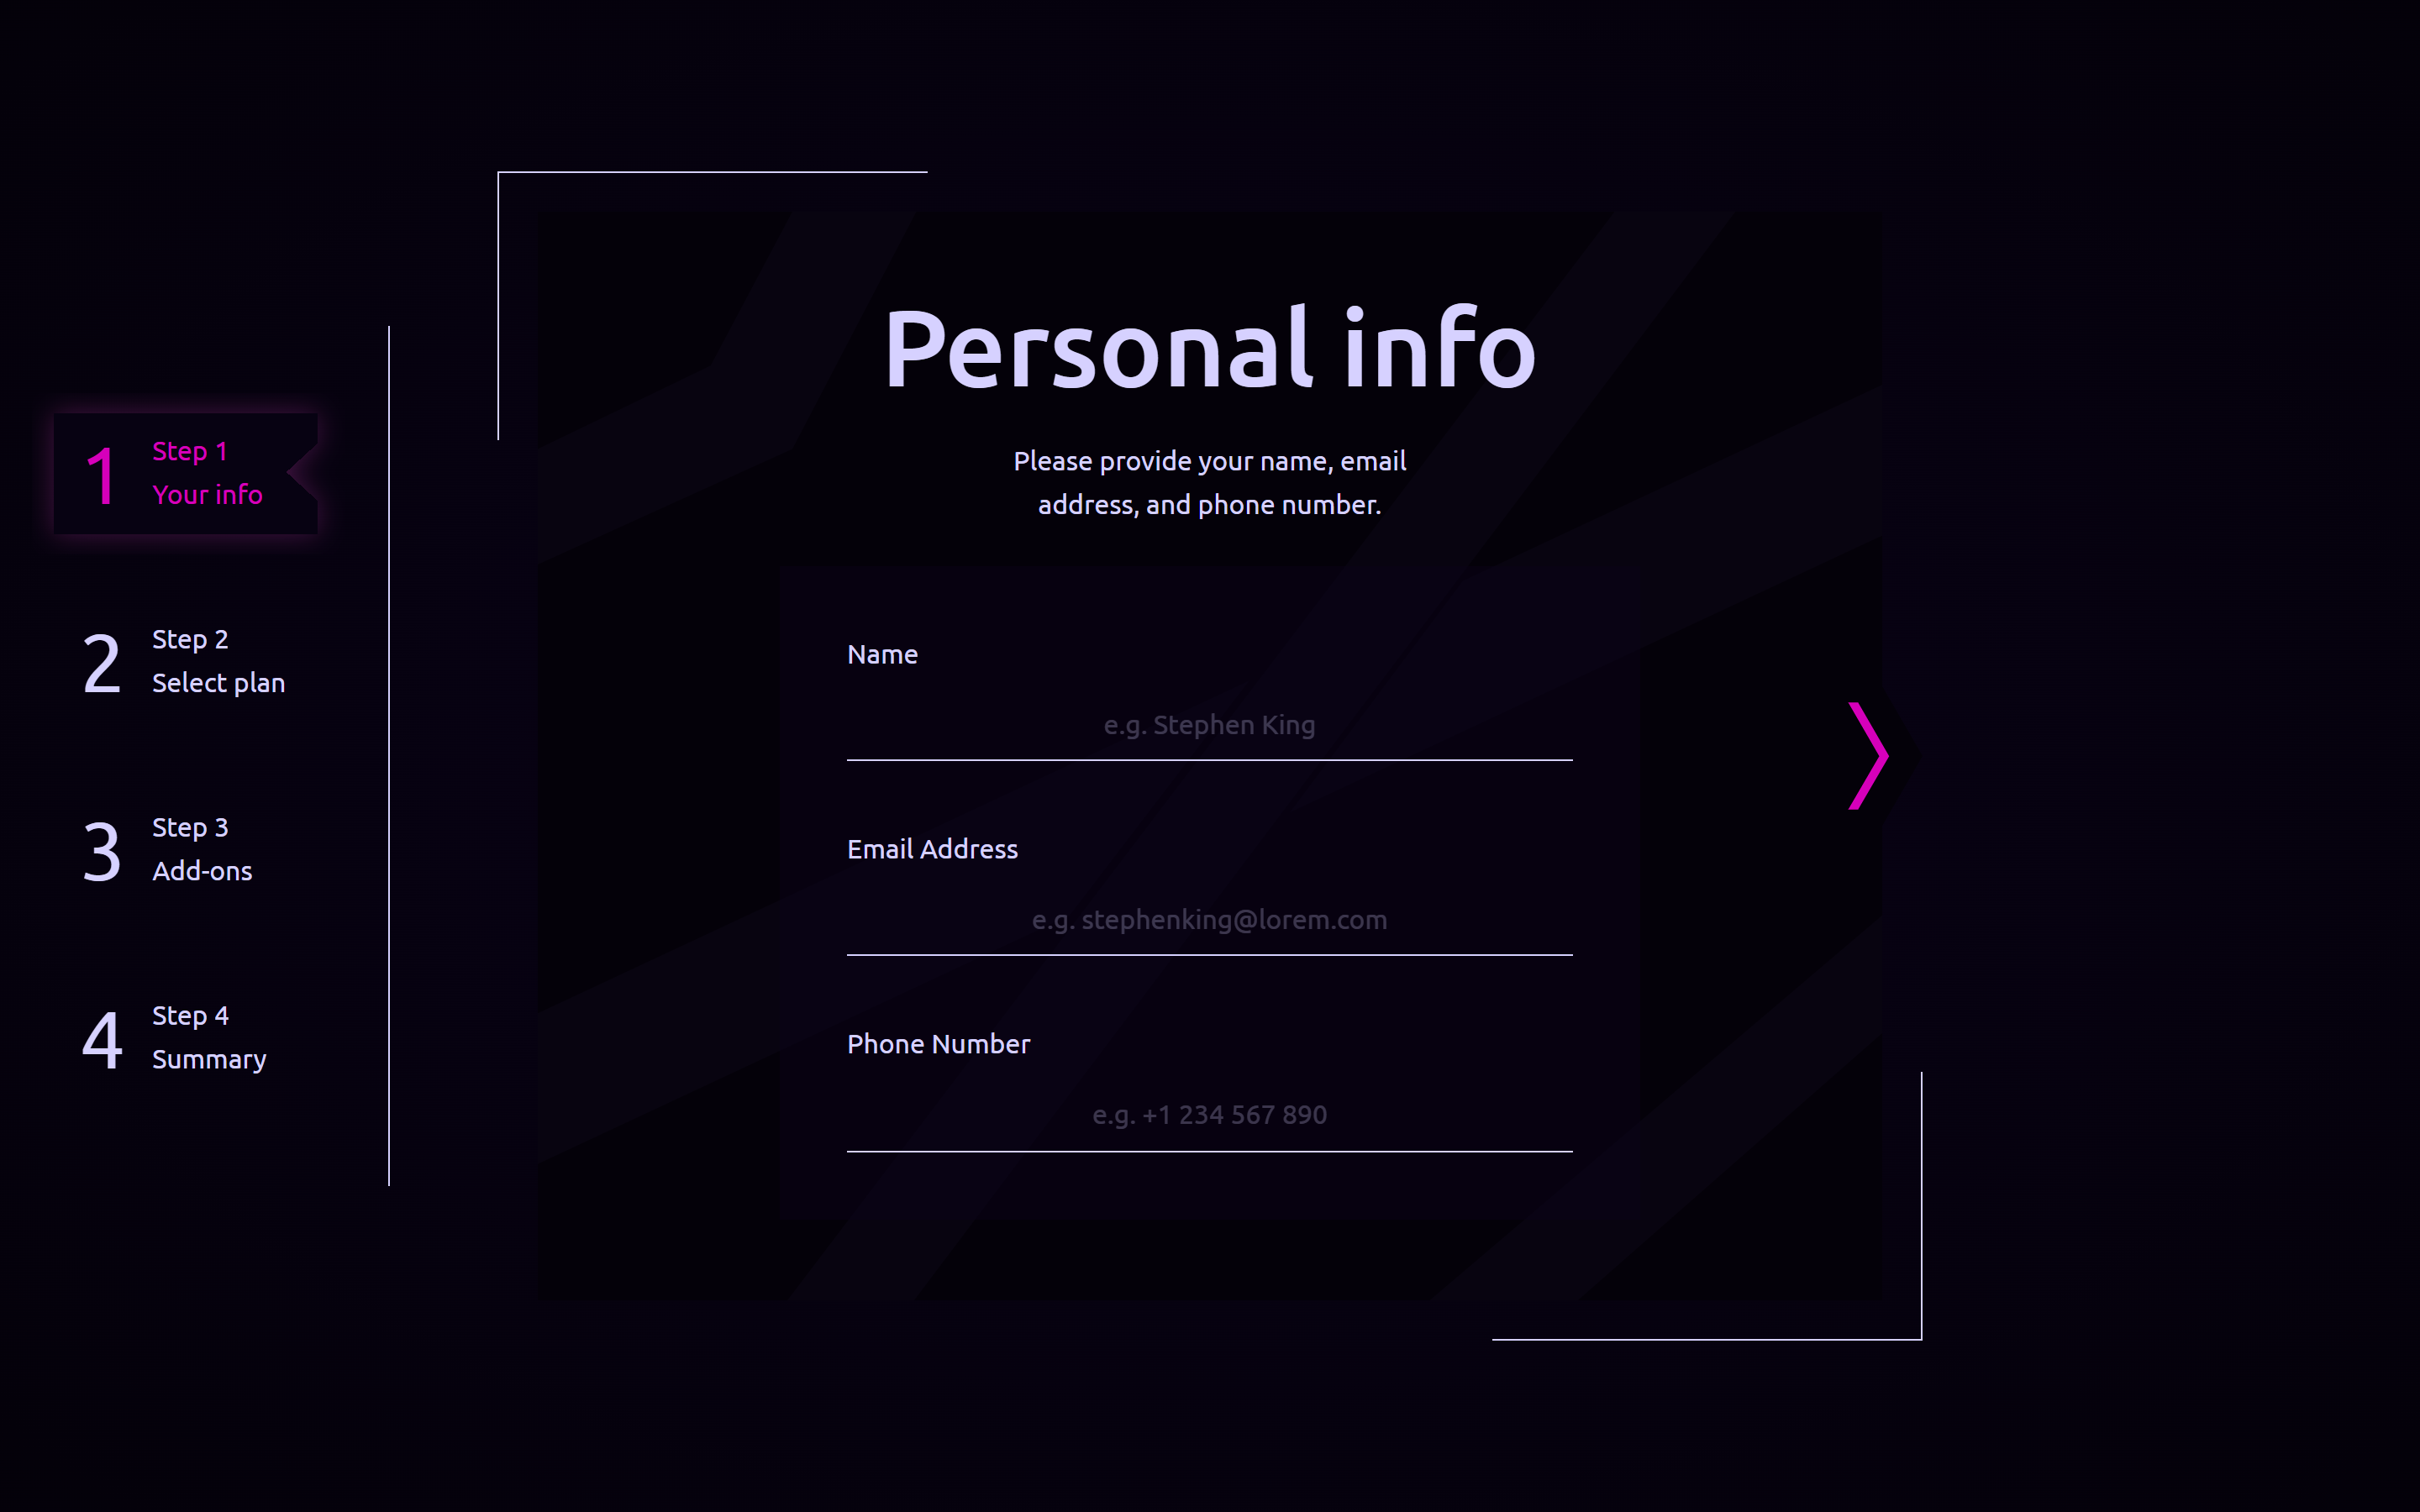 1
Step 1
Your info
2
Step 2
Select plan
3
Step 3
Add-ons
4
Step 4
Summary
Personal info
Please provide your name, email
address, and phone number.
Name
e.g. Stephen King
Email Address
e.g. stephenking@lorem.com
Phone Number
e.g. +1 234 567 890